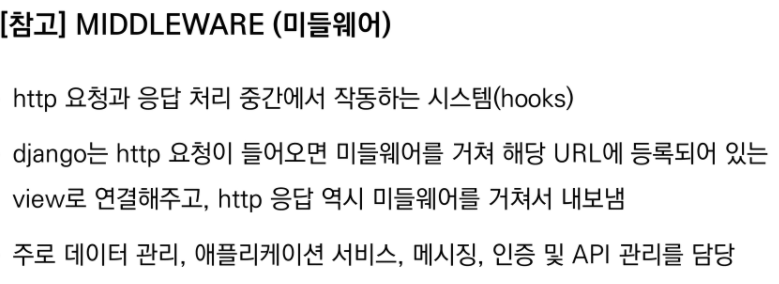 [참고] MIDDLEWARE (미들웨어)
http 요청과 응답 처리 중간에서 작동하는 시스템(hooks)
django는 http 요청이 들어오면 미들웨어를 거쳐 해당 URL에 등록되어 있는
view로 연결해주고, http 응답 역시 미들웨어를 거쳐서 내보냄
주로 데이터 관리, 애플리케이션 서비스, 메시징, 인증 및 API 관리를 담당